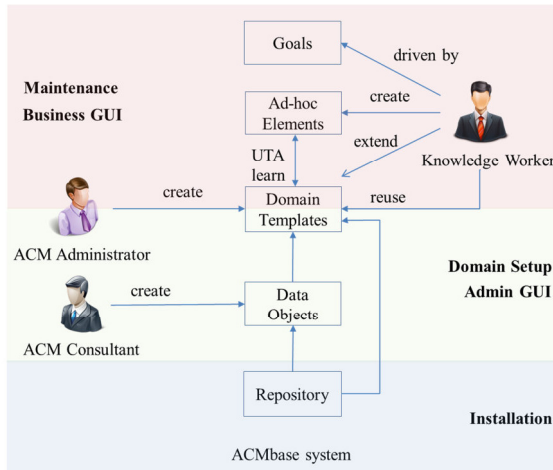 Goals
driven by
Maintenance
Business GUI
Ad-hoc
Elements
create
extend
Knowledge Worker
UTA
learn
create
Domain
Templates
reuse
ACM Administrator
Domain Setup
Admin GUI
create
Data
Objects
ACM Consultant
Repository
Installation
ACMbase system